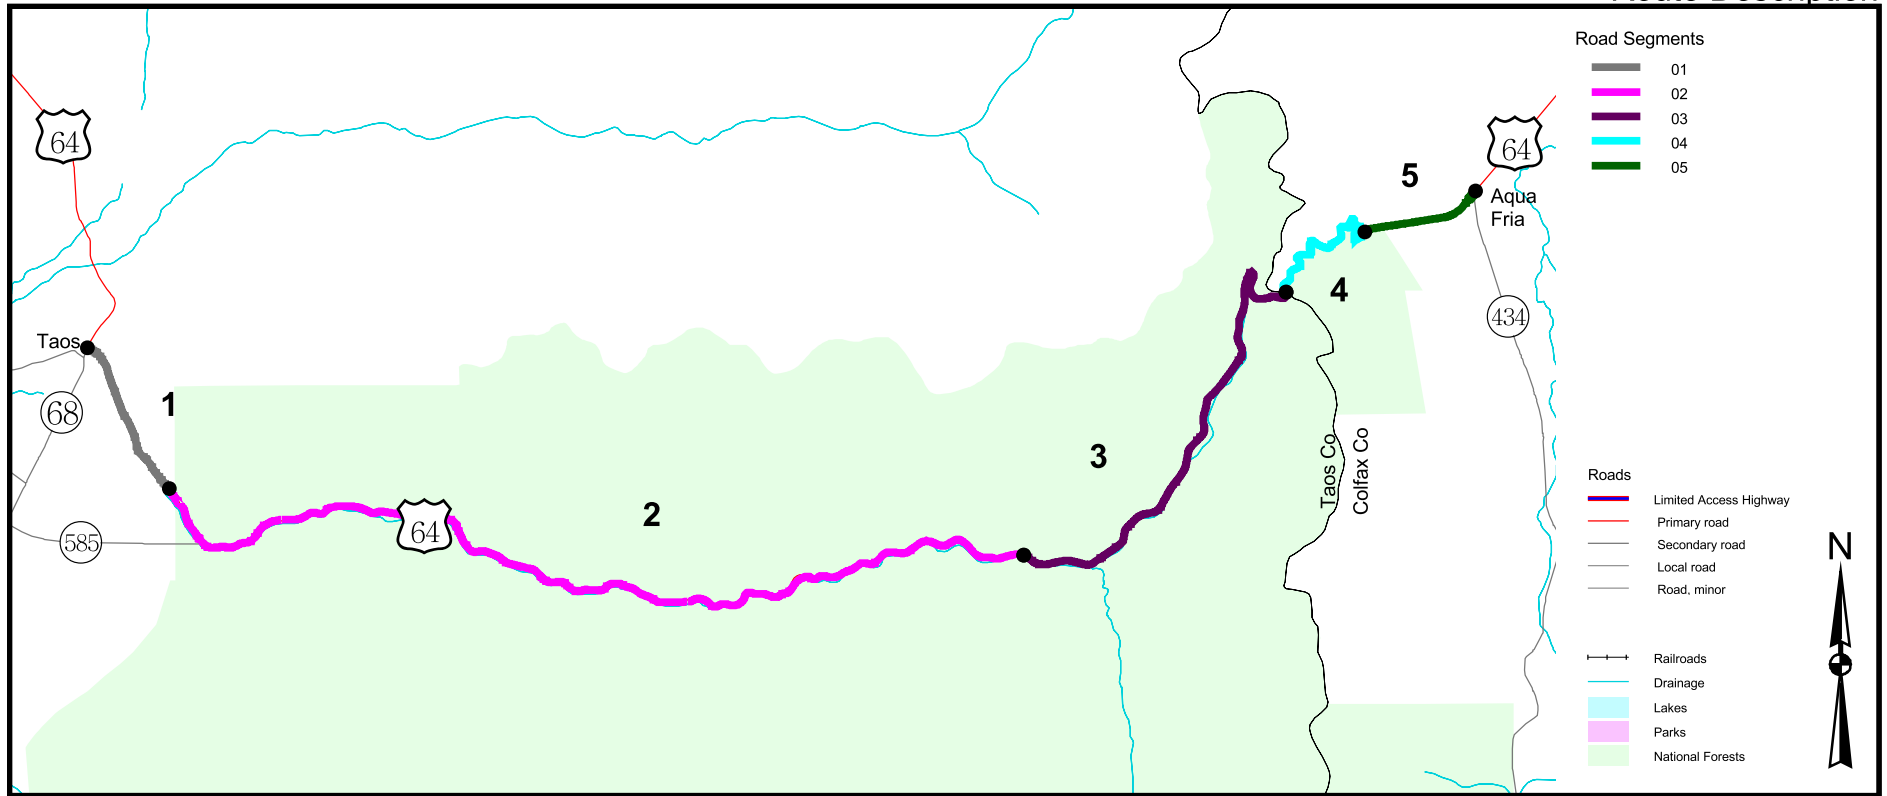 Route Description
Road Segments
01
02
03
04
05
64
64
5
Aqua
Fria
4
434
Taos
68
1
3
Taos Co
Colfax Co
2
64
585
Roads
Limited Access Highway
Primary road
Secondary road
Local road
Road, minor
N
Railroads
Drainage
Lakes
Parks
National Forests